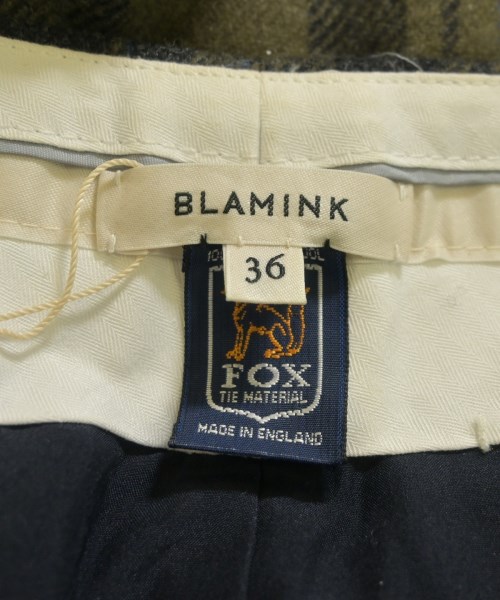 BLAMINK
36
FOX
TIE MATERIAL
MADE IN ENGLAND